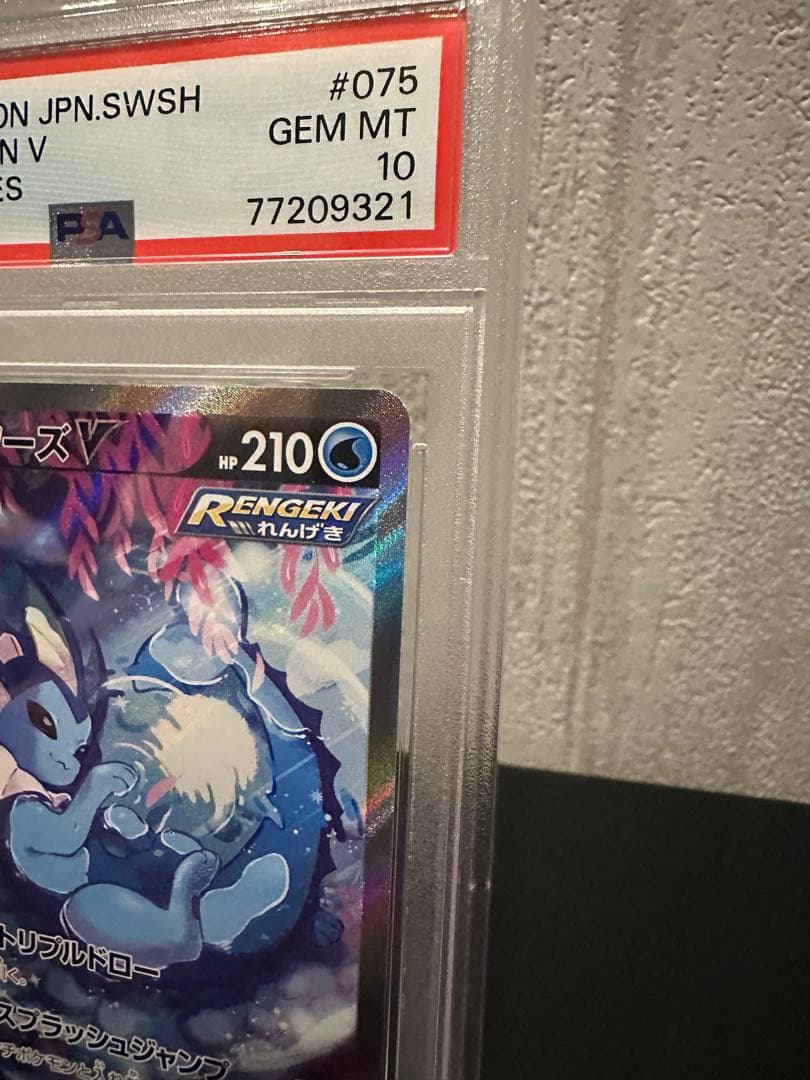 ON JPN.SWSH #075
N V GEM MT
ES 10
PSA 77209321
ーズV HP 210
RENGEKI
れんげき
トリプルドロー
スプラッシュジャンプ